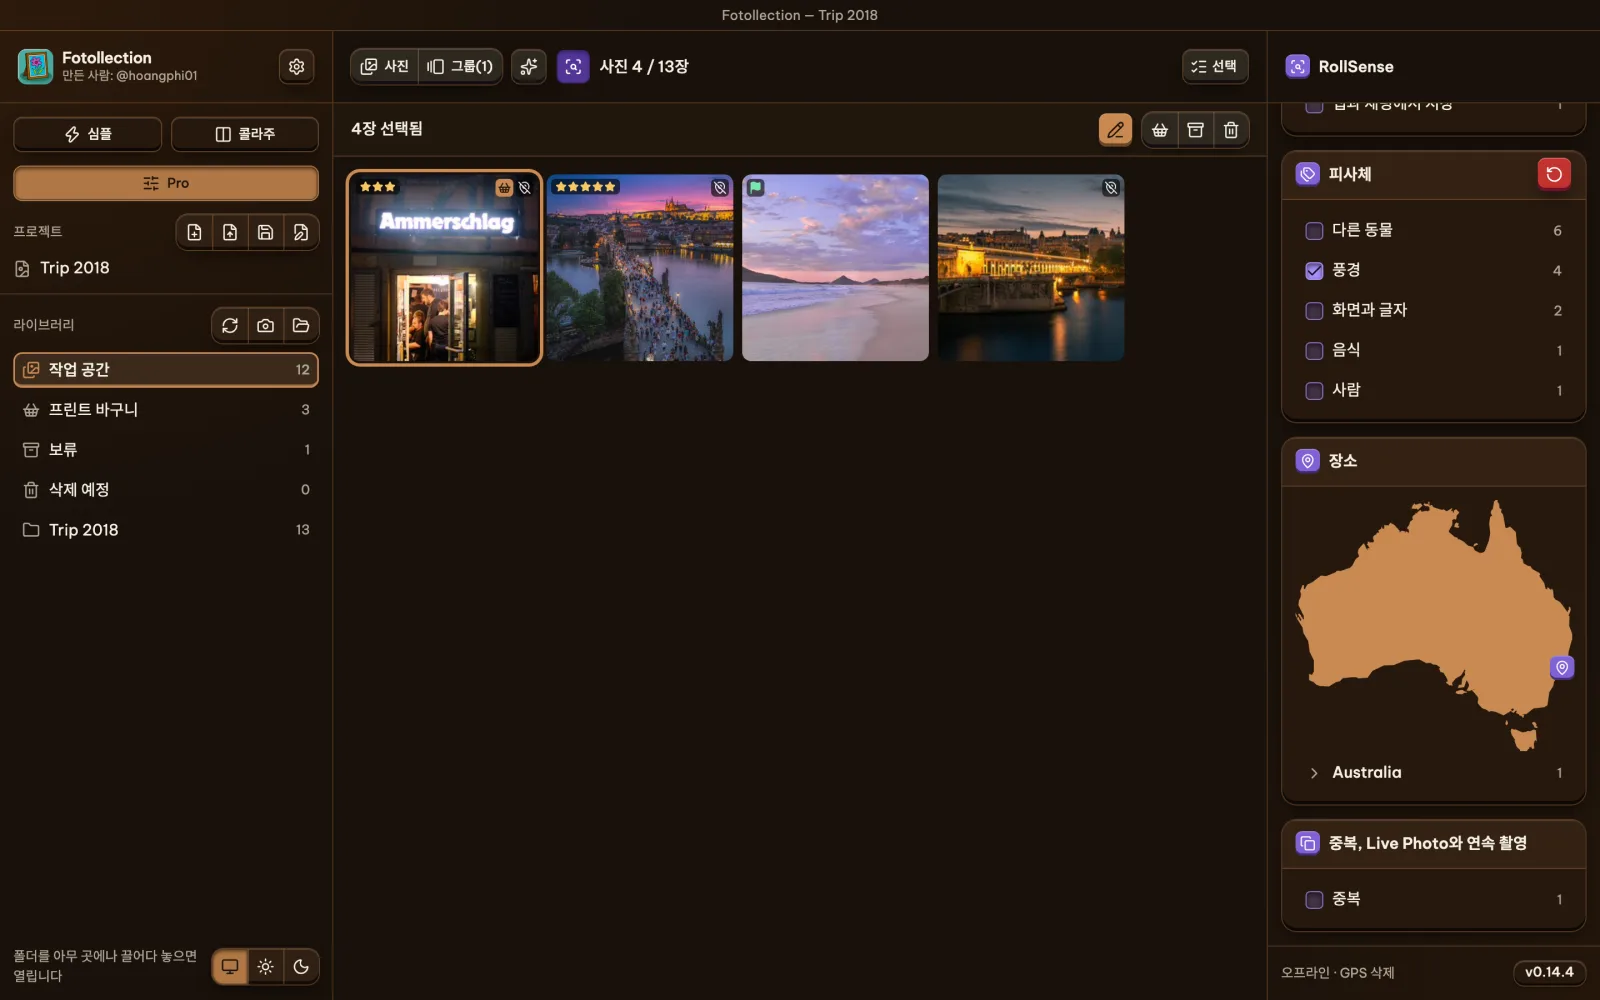 Fotollection — Trip 2018
Fotollection
만든 사람: @hoangphi01
심플
콜라주
Pro
프로젝트
Trip 2018
라이브러리
작업 공간 12
프린트 바구니 3
보류 1
삭제 예정 0
Trip 2018 13
폴더를 아무 곳에나 끌어다 놓으면
열립니다
사진
그룹(1)
사진 4 / 13장
선택
4장 선택됨
Ammerschlag
RollSense
1
피사체
다른 동물 6
풍경 4
화면과 글자 2
음식 1
사람 1
장소
Australia 1
중복, Live Photo와 연속 촬영
중복 1
오프라인 · GPS 삭제
v0.14.4